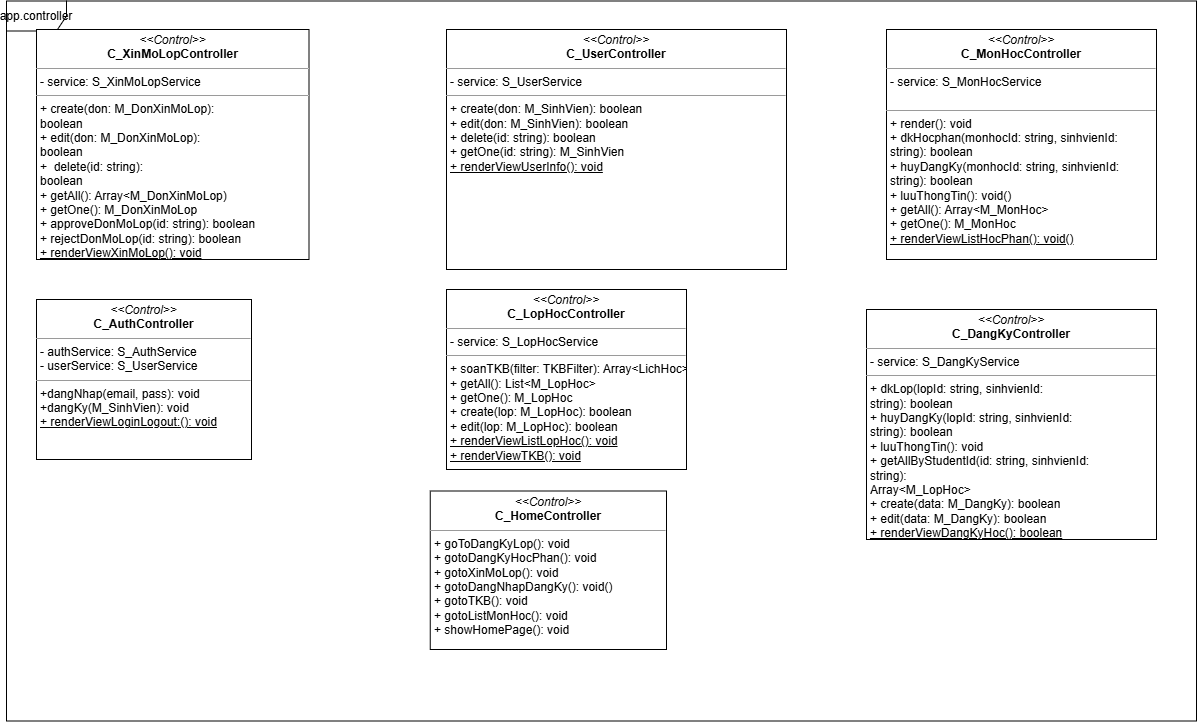 app.controller
<<Control>>
C_XinMoLopController
- service: S_XinMoLopService
+ create(don: M_DonXinMoLop):
boolean
+ edit(don: M_DonXinMoLop):
boolean
+  delete(id: string):
boolean
+ getAll(): Array<M_DonXinMoLop)
+ getOne(): M_DonXinMoLop
+ approveDonMoLop(id: string): boolean
+ rejectDonMoLop(id: string): boolean
+ renderViewXinMoLop(): void
<<Control>>
C_UserController
- service: S_UserService
+ create(don: M_SinhVien): boolean
+ edit(don: M_SinhVien): boolean
+ delete(id: string): boolean
+ getOne(id: string): M_SinhVien
+ renderViewUserInfo(): void
<<Control>>
C_MonHocController
- service: S_MonHocService
+ render(): void
+ dkHocphan(monhocId: string, sinhvienId:
string): boolean
+ huyDangKy(monhocId: string, sinhvienId:
string): boolean
+ luuThongTin(): void()
+ getAll(): Array<M_MonHoc>
+ getOne(): M_MonHoc
+ renderViewListHocPhan(): void()
<<Control>>
C_AuthController
- authService: S_AuthService
- userService: S_UserService
+dangNhap(email, pass): void
+dangKy(M_SinhVien): void
+ renderViewLoginLogout:(): void
<<Control>>
C_LopHocController
- service: S_LopHocService
+ soanTKB(filter: TKBFilter): Array<LichHoc>
+ getAll(): List<M_LopHoc>
+ getOne(): M_LopHoc
+ create(lop: M_LopHoc): boolean
+ edit(lop: M_LopHoc): boolean
+ renderViewListLopHoc(): void
+ renderViewTKB(): void
<<Control>>
C_DangKyController
- service: S_DangKyService
+ dkLop(lopId: string, sinhvienId:
string): boolean
+ huyDangKy(lopId: string, sinhvienId:
string): boolean
+ luuThongTin(): void
+ getAllByStudentId(id: string, sinhvienId:
string):
Array<M_LopHoc>
+ create(data: M_DangKy): boolean
+ edit(data: M_DangKy): boolean
+ renderViewDangKyHoc(): boolean
<<Control>>
C_HomeController
+ goToDangKyLop(): void
+ gotoDangKyHocPhan(): void
+ gotoXinMoLop(): void
+ gotoDangNhapDangKy(): void()
+ gotoTKB(): void
+ gotoListMonHoc(): void
+ showHomePage(): void